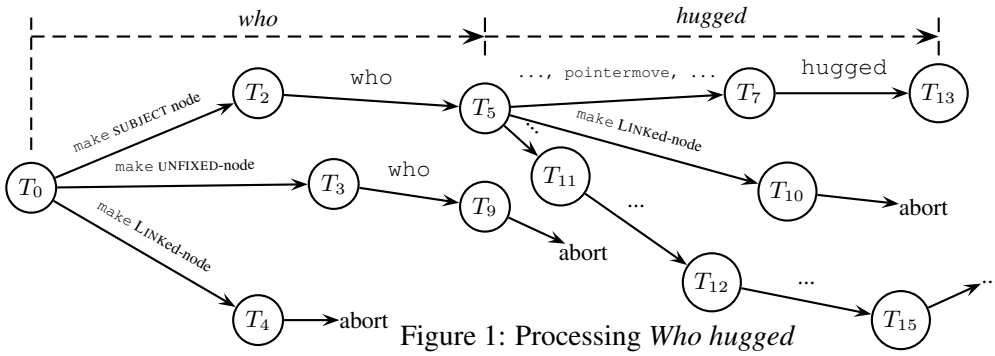 who
hugged
make SUBJECT node
who
..., pointermove, ...
hugged
T2
T5
T7
T13
...
make LINKed-node
make UNFIXED-node
who
T0
T3
T11
T10
abort
T9
...
make LINKed-node
abort
T12
...
...
T4
abort
T15
Figure 1: Processing Who hugged